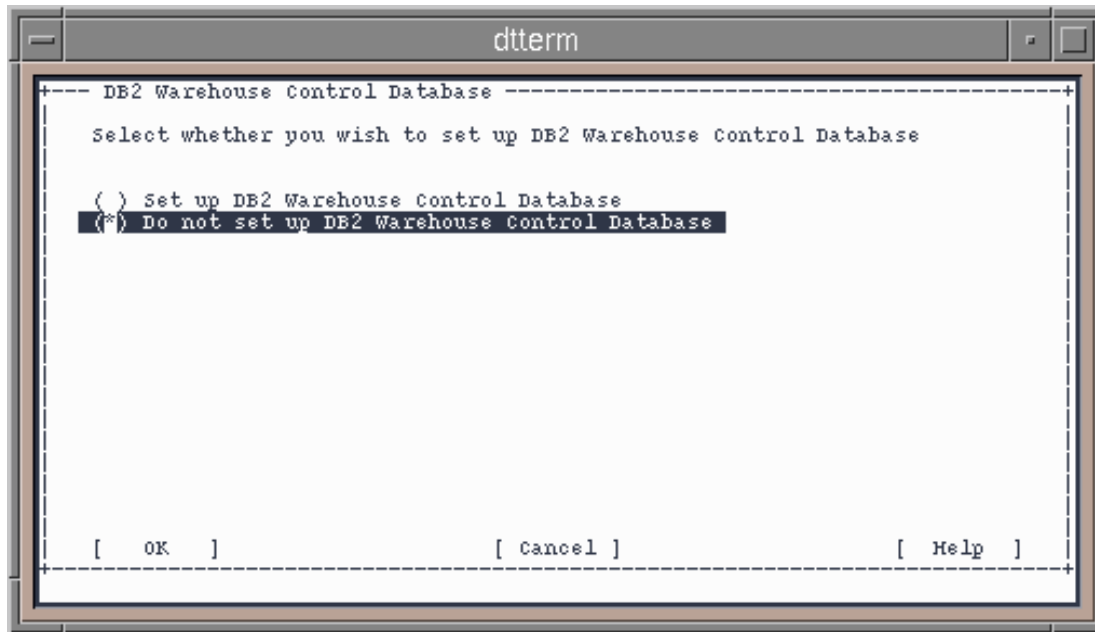 dtterm
+--- DB2 Warehouse Control Database ---------------------------------------------+
Select whether you wish to set up DB2 Warehouse Control Database
( ) Set up DB2 Warehouse Control Database
(*) Do not set up DB2 Warehouse Control Database
[ OK ] [ Cancel ] [ Help ]